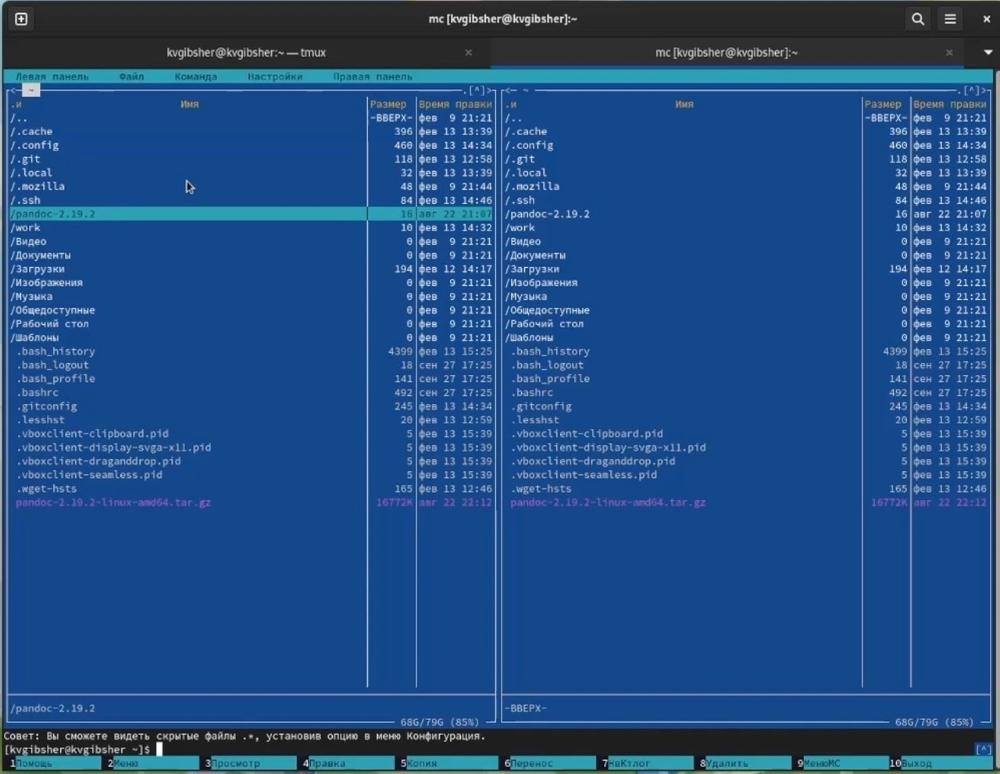 mc [kvgibsher@kvgibsher]:~
kvgibsher@kvgibsher:~ — tmux
mc [kvgibsher@kvgibsher]:~
Левая панель Файл Команда Настройки Правая панель
<— ~ .[^]>
.и Имя Размер Время правки
/.. -ВВЕРХ- фев 9 21:21
/.cache 396 фев 13 13:39
/.config 460 фев 13 14:34
/.git 118 фев 13 12:58
/.local 32 фев 13 13:39
/.mozilla 48 фев 9 21:44
/.ssh 84 фев 13 14:46
/pandoc-2.19.2 16 авг 22 21:07
/work 10 фев 13 14:32
/Видео 0 фев 9 21:21
/Документы 0 фев 9 21:21
/Загрузки 194 фев 12 14:17
/Изображения 0 фев 9 21:21
/Музыка 0 фев 9 21:21
/Общедоступные 0 фев 9 21:21
/Рабочий стол 0 фев 9 21:21
/Шаблоны 0 фев 9 21:21
.bash_history 4399 фев 13 15:25
.bash_logout 18 сен 27 17:25
.bash_profile 141 сен 27 17:25
.bashrc 492 сен 27 17:25
.gitconfig 245 фев 13 14:34
.lesshst 20 фев 13 12:59
.vboxclient-clipboard.pid 5 фев 13 15:39
.vboxclient-display-svga-x11.pid 5 фев 13 15:39
.vboxclient-draganddrop.pid 5 фев 13 15:39
.vboxclient-seamless.pid 5 фев 13 15:39
.wget-hsts 165 фев 13 12:46
pandoc-2.19.2-linux-amd64.tar.gz 16772K авг 22 22:12
/pandoc-2.19.2
68G/79G (85%)
<— ~ .[^]>
.и Имя Размер Время правки
/.. -ВВЕРХ- фев 9 21:21
/.cache 396 фев 13 13:39
/.config 460 фев 13 14:34
/.git 118 фев 13 12:58
/.local 32 фев 13 13:39
/.mozilla 48 фев 9 21:44
/.ssh 84 фев 13 14:46
/pandoc-2.19.2 16 авг 22 21:07
/work 10 фев 13 14:32
/Видео 0 фев 9 21:21
/Документы 0 фев 9 21:21
/Загрузки 194 фев 12 14:17
/Изображения 0 фев 9 21:21
/Музыка 0 фев 9 21:21
/Общедоступные 0 фев 9 21:21
/Рабочий стол 0 фев 9 21:21
/Шаблоны 0 фев 9 21:21
.bash_history 4399 фев 13 15:25
.bash_logout 18 сен 27 17:25
.bash_profile 141 сен 27 17:25
.bashrc 492 сен 27 17:25
.gitconfig 245 фев 13 14:34
.lesshst 20 фев 13 12:59
.vboxclient-clipboard.pid 5 фев 13 15:39
.vboxclient-display-svga-x11.pid 5 фев 13 15:39
.vboxclient-draganddrop.pid 5 фев 13 15:39
.vboxclient-seamless.pid 5 фев 13 15:39
.wget-hsts 165 фев 13 12:46
pandoc-2.19.2-linux-amd64.tar.gz 16772K авг 22 22:12
-ВВЕРХ-
68G/79G (85%)
Совет: Вы сможете видеть скрытые файлы .*, установив опцию в меню Конфигурация.
[kvgibsher@kvgibsher ~]$ [^]
1Помощь 2Меню 3Просмотр 4Правка 5Копия 6Перенос 7НвКтлог 8Удалить 9МенюМС 10Выход